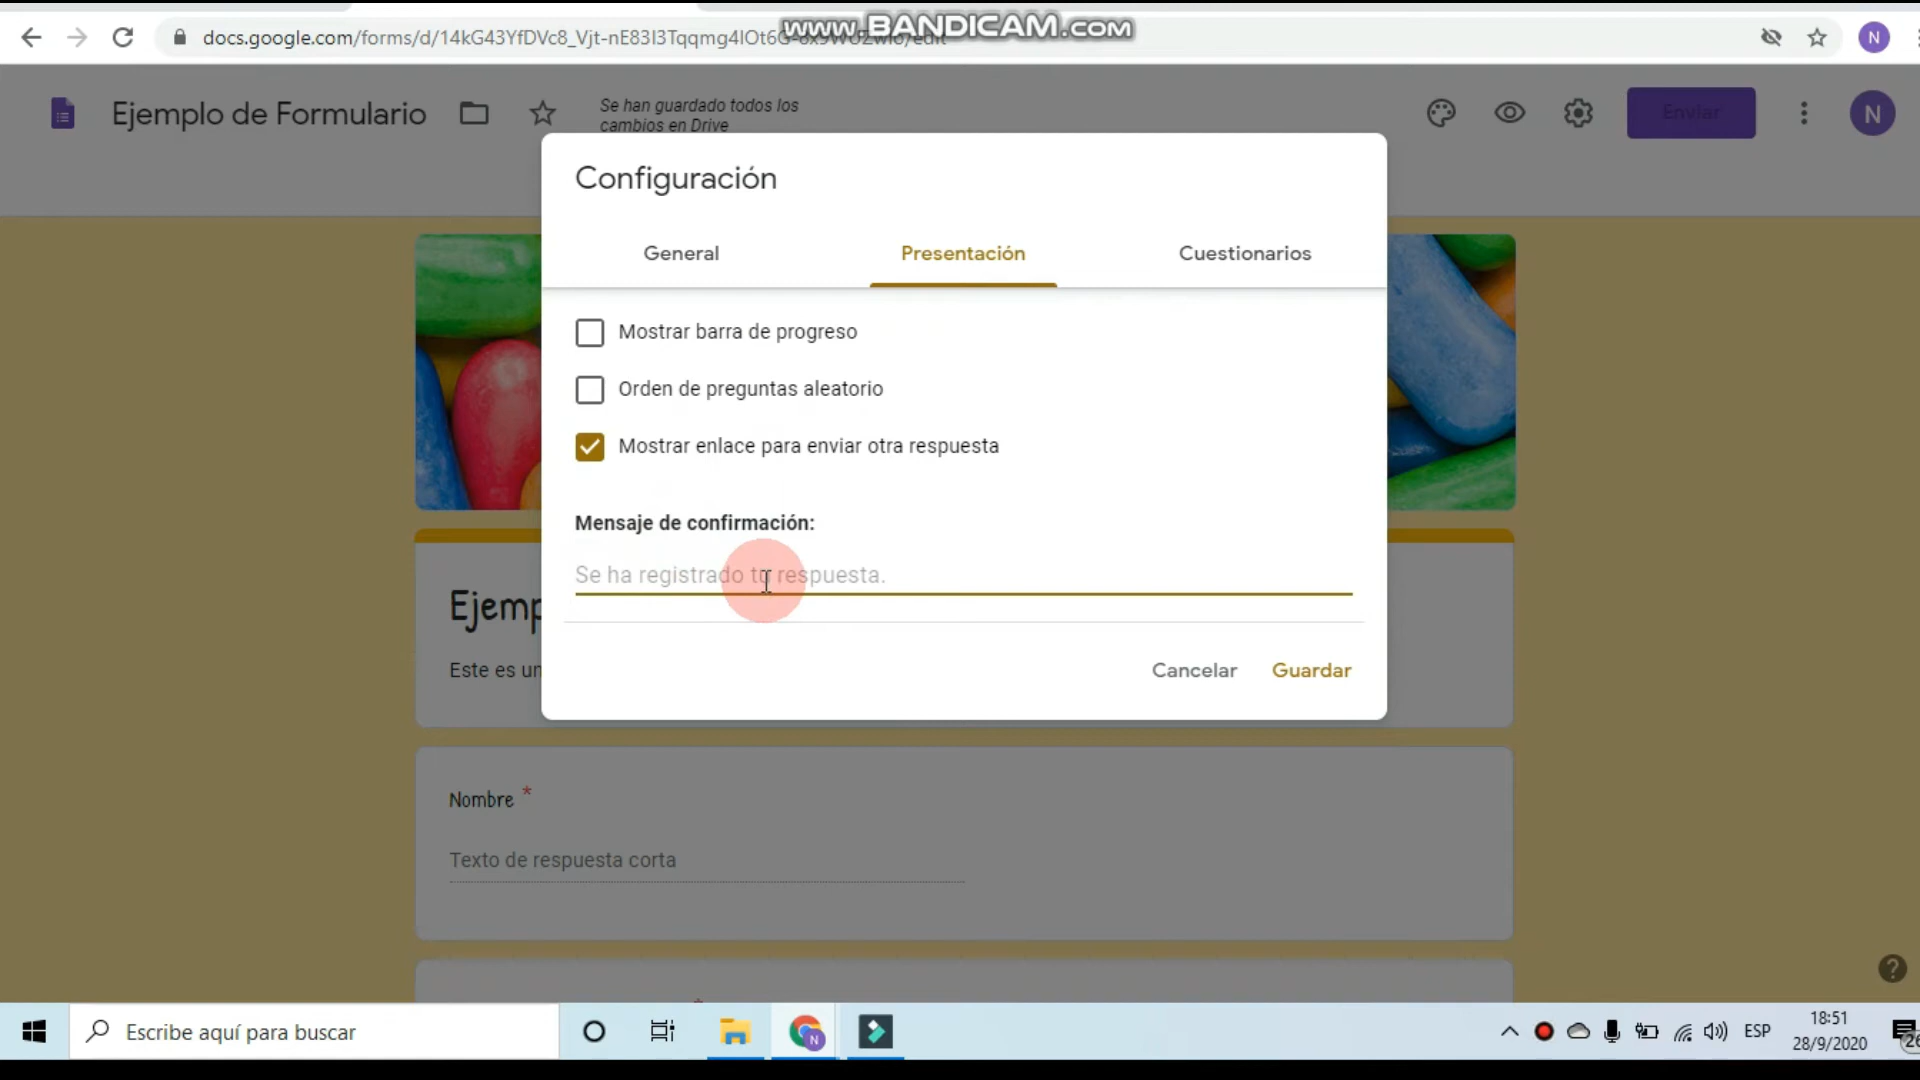 www.BANDICAM.com
docs.google.com/forms/d/14kG43YfDVc8_Vjt-nE83I3Tqqmg4IOt6G-
N
Ejemplo de Formulario
Se han guardado todos los
cambios en Drive
Enviar
N
Configuración
General
Presentación
Cuestionarios
Mostrar barra de progreso
Orden de preguntas aleatorio
Mostrar enlace para enviar otra respuesta
Mensaje de confirmación:
Se ha registrado tu respuesta.
Cancelar
Guardar
Ejemp
Este es un
Nombre *
Texto de respuesta corta
*
?
Escribe aquí para buscar
N
ESP
18:51
28/9/2020
26